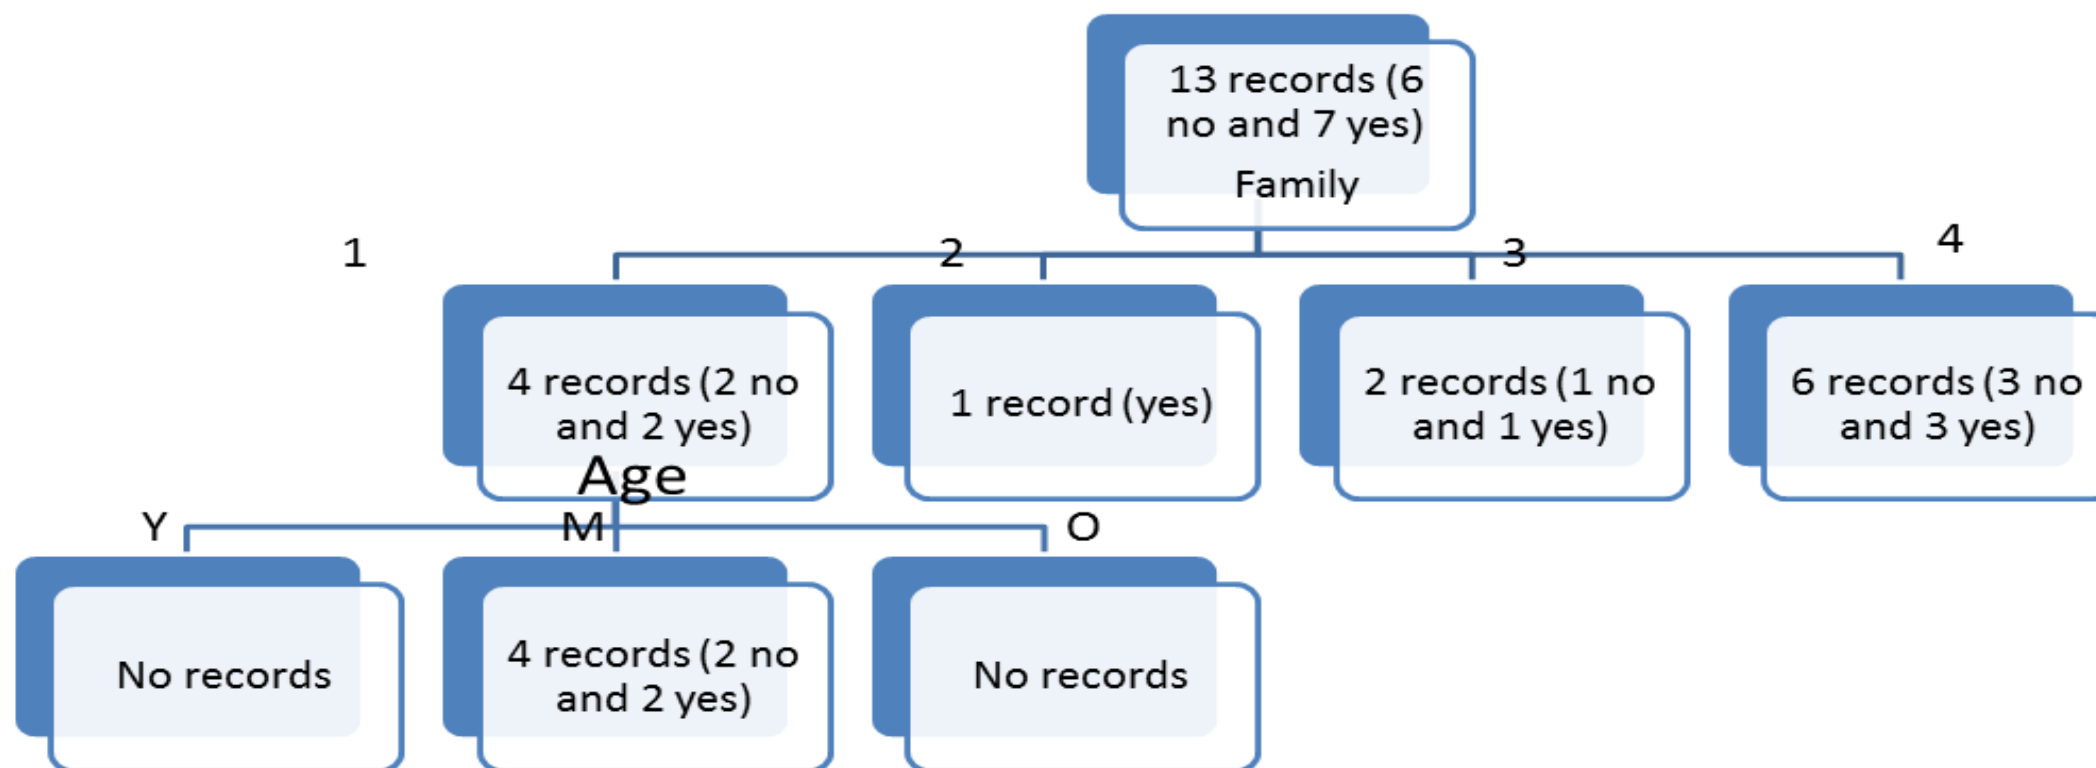 13 records (6
no and 7 yes)
Family
1
2
3
4
4 records (2 no
and 2 yes)
1 record (yes)
2 records (1 no
and 1 yes)
6 records (3 no
and 3 yes)
Age
Y
M
O
No records
4 records (2 no
and 2 yes)
No records